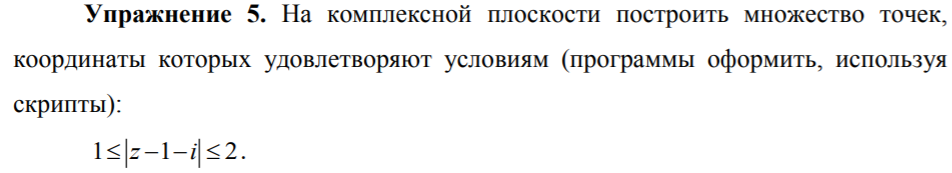 Упражнение 5. На комплексной плоскости построить множество точек,
координаты которых удовлетворяют условиям (программы оформить, используя
скрипты):
1≤|z−1−i|≤2.